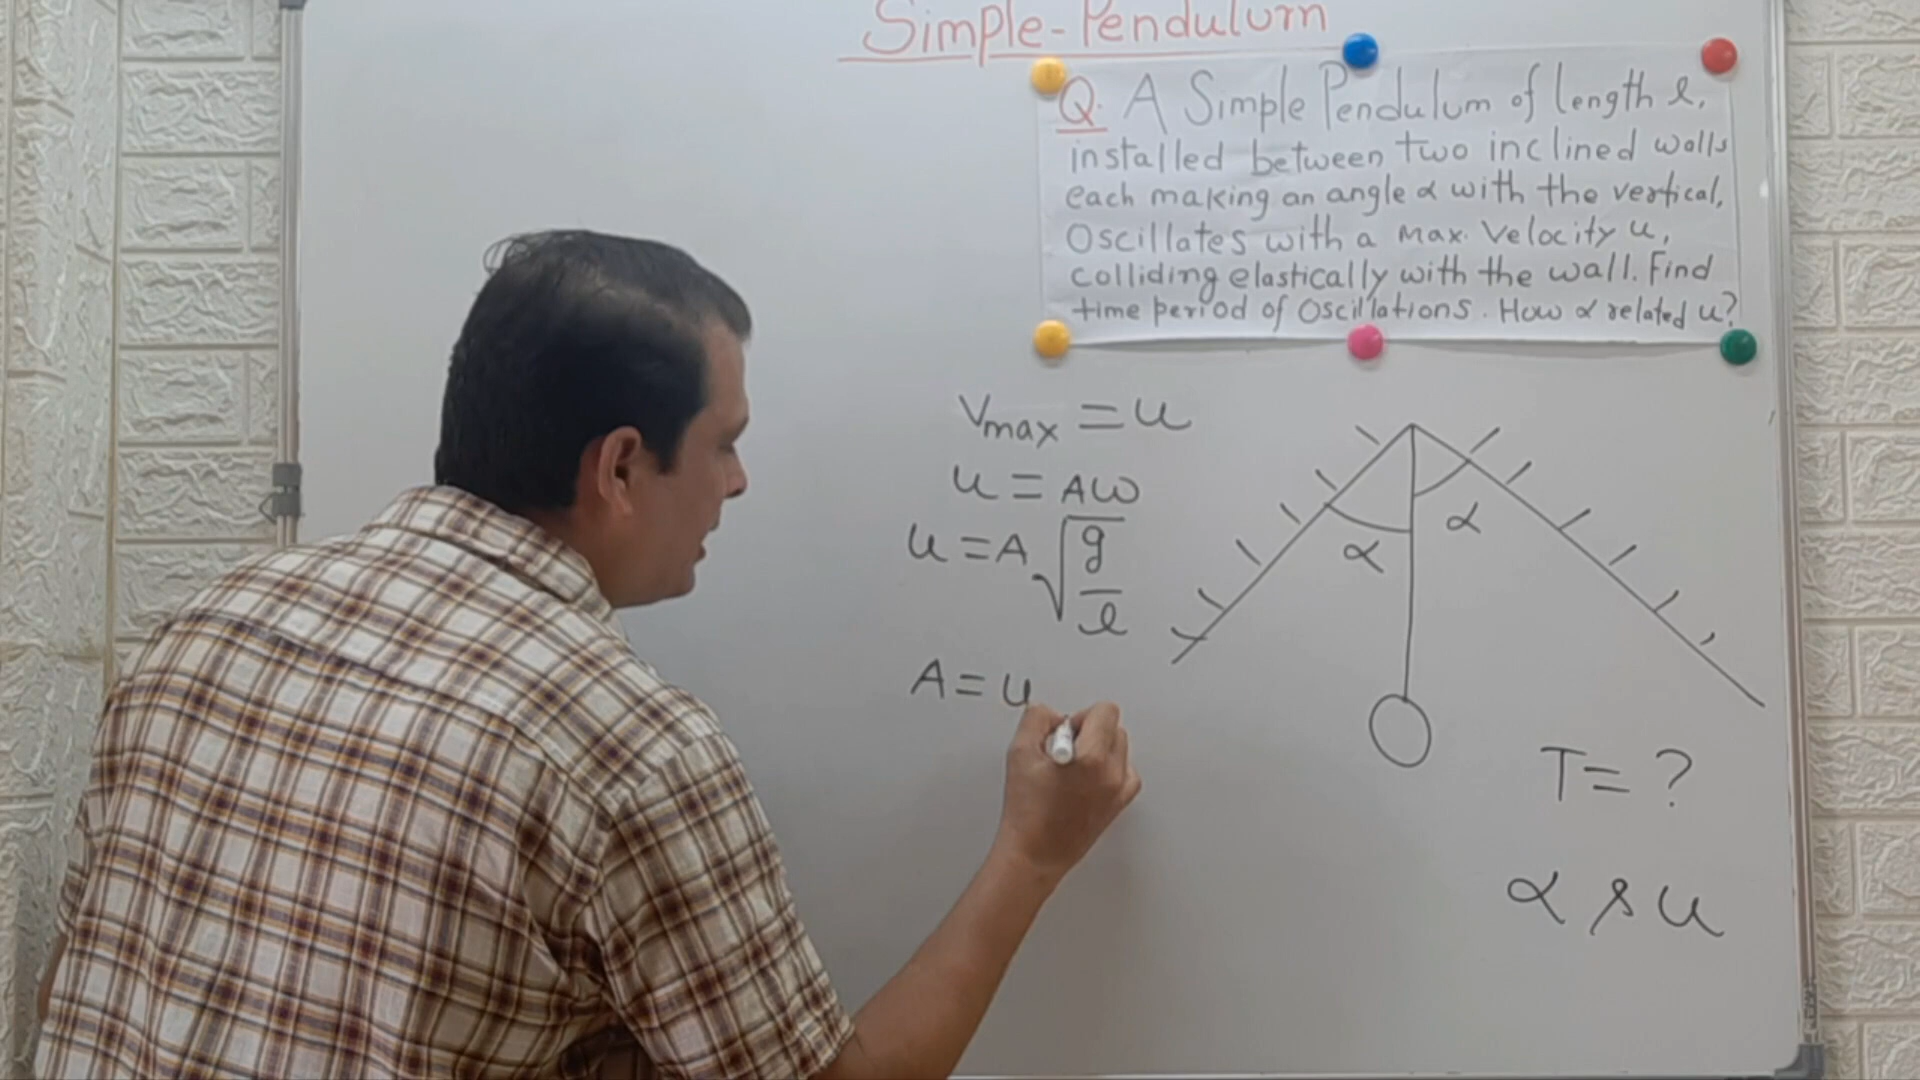 Simple-Pendulum
Q. A Simple Pendulum of length l,
installed between two inclined walls
each making an angle α with the vertical,
Oscillates with a max. Velocity u,
colliding elastically with the wall. Find
time period of Oscillations. How α related u?
Vmax = u
u = Aω
u = A√(g/l)
A = u
α
α
T = ?
α & u